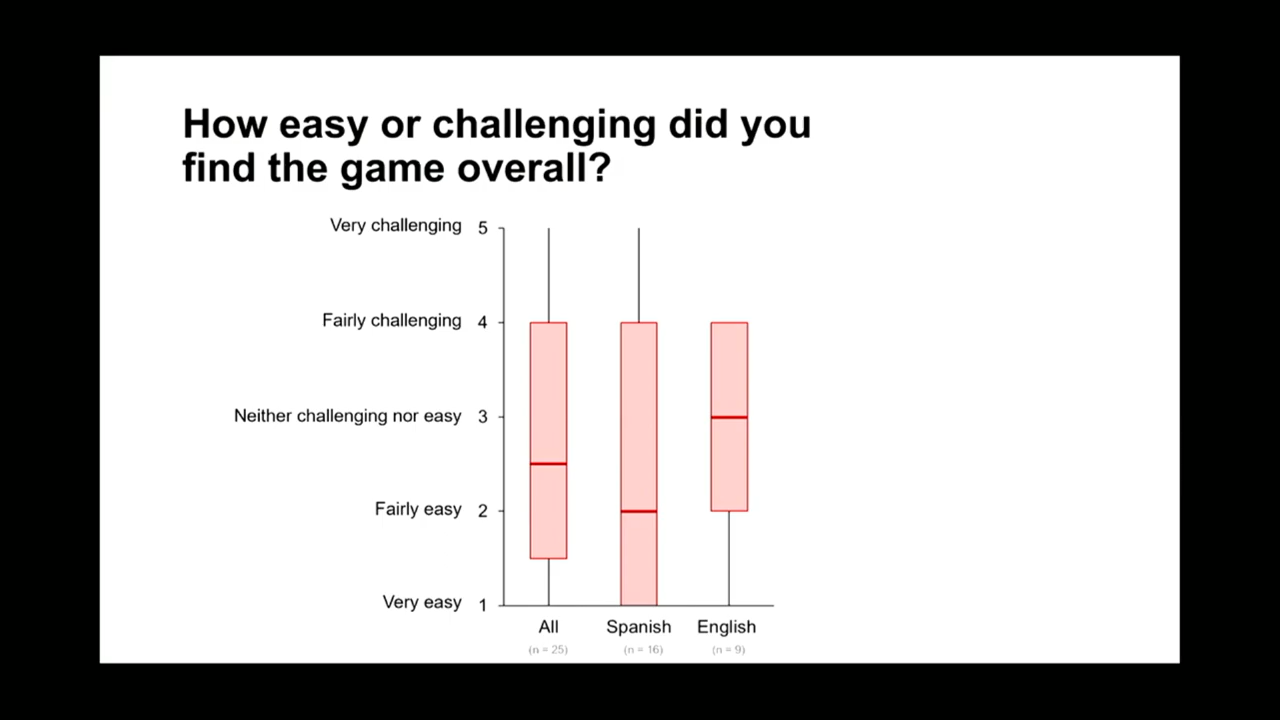 How easy or challenging did you
find the game overall?
Very challenging 5
Fairly challenging 4
Neither challenging nor easy 3
Fairly easy 2
Very easy 1
All Spanish English
(n = 25) (n = 16) (n = 9)